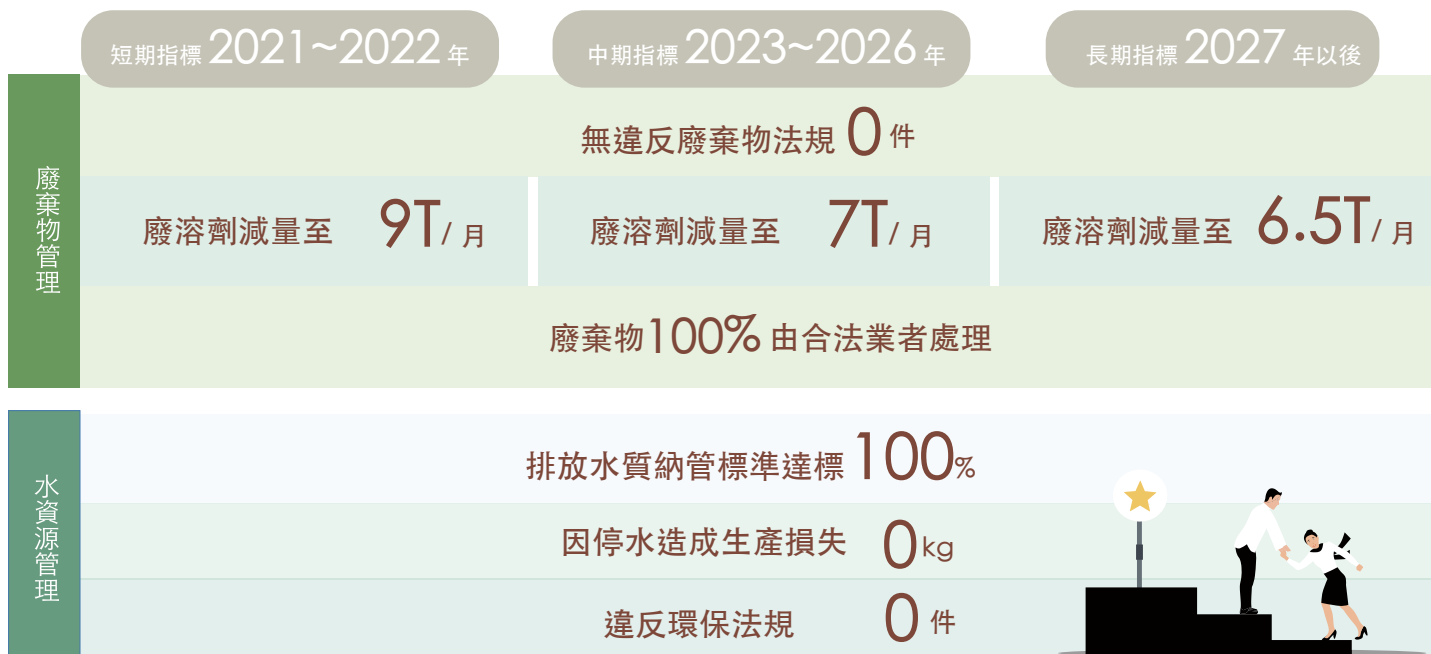 短期指標 2021~2022 年
中期指標 2023~2026 年
長期指標 2027 年以後
廢棄物管理
無違反廢棄物法規 0 件
廢溶劑減量至 9T/ 月
廢溶劑減量至 7T/ 月
廢溶劑減量至 6.5T/ 月
廢棄物100% 由合法業者處理
水資源管理
排放水質納管標準達標 100%
因停水造成生產損失 0kg
違反環保法規 0 件